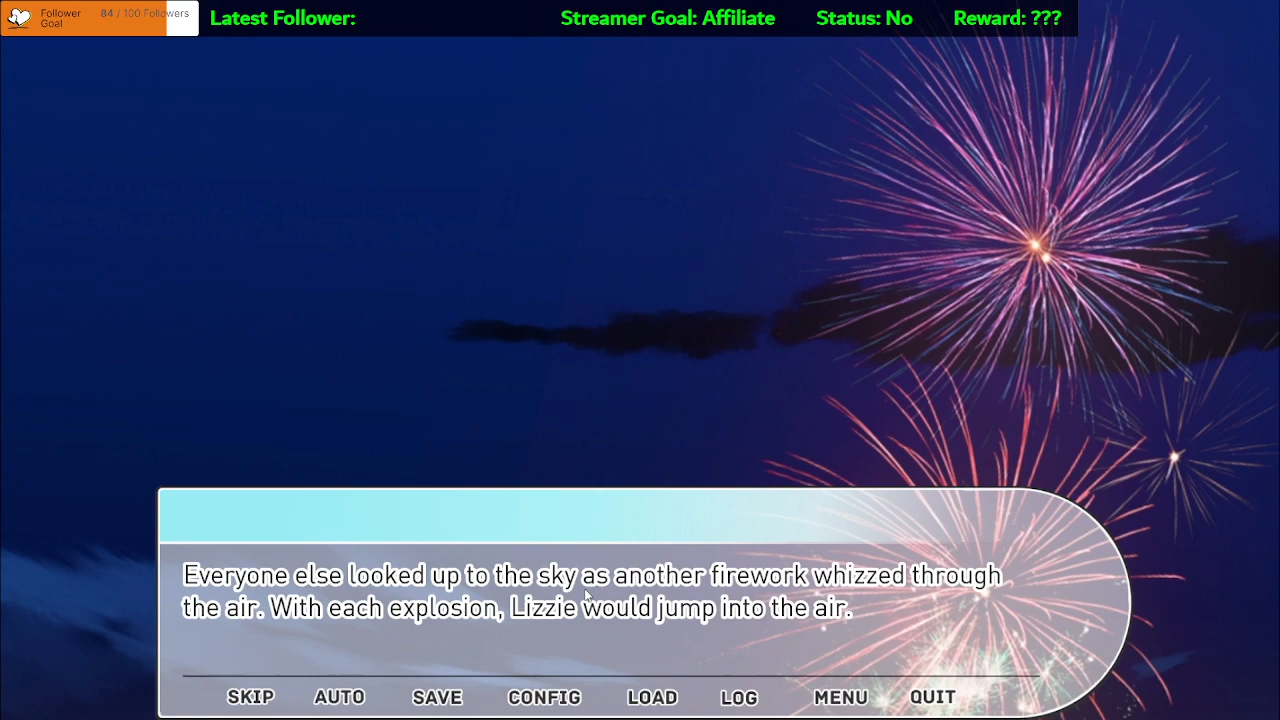 Follower
Goal
84 / 100 Followers
Latest Follower:
Streamer Goal: Affiliate
Status: No
Reward: ???
Everyone else looked up to the sky as another firework whizzed through
the air. With each explosion, Lizzie would jump into the air.
SKIP AUTO SAVE CONFIG LOAD LOG MENU QUIT